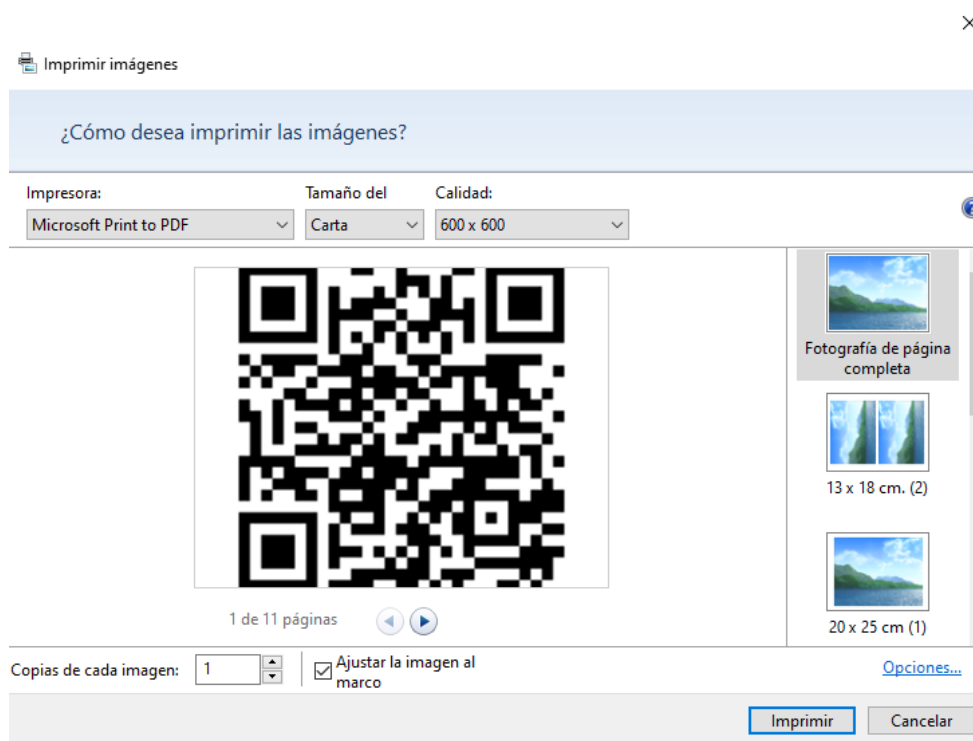 Imprimir imágenes
¿Cómo desea imprimir las imágenes?
Impresora:
Tamaño del
Calidad:
Microsoft Print to PDF
Carta
600 x 600
Fotografía de página
completa
13 x 18 cm. (2)
20 x 25 cm (1)
1 de 11 páginas
Copias de cada imagen:
1
Ajustar la imagen al
marco
Opciones...
Imprimir
Cancelar